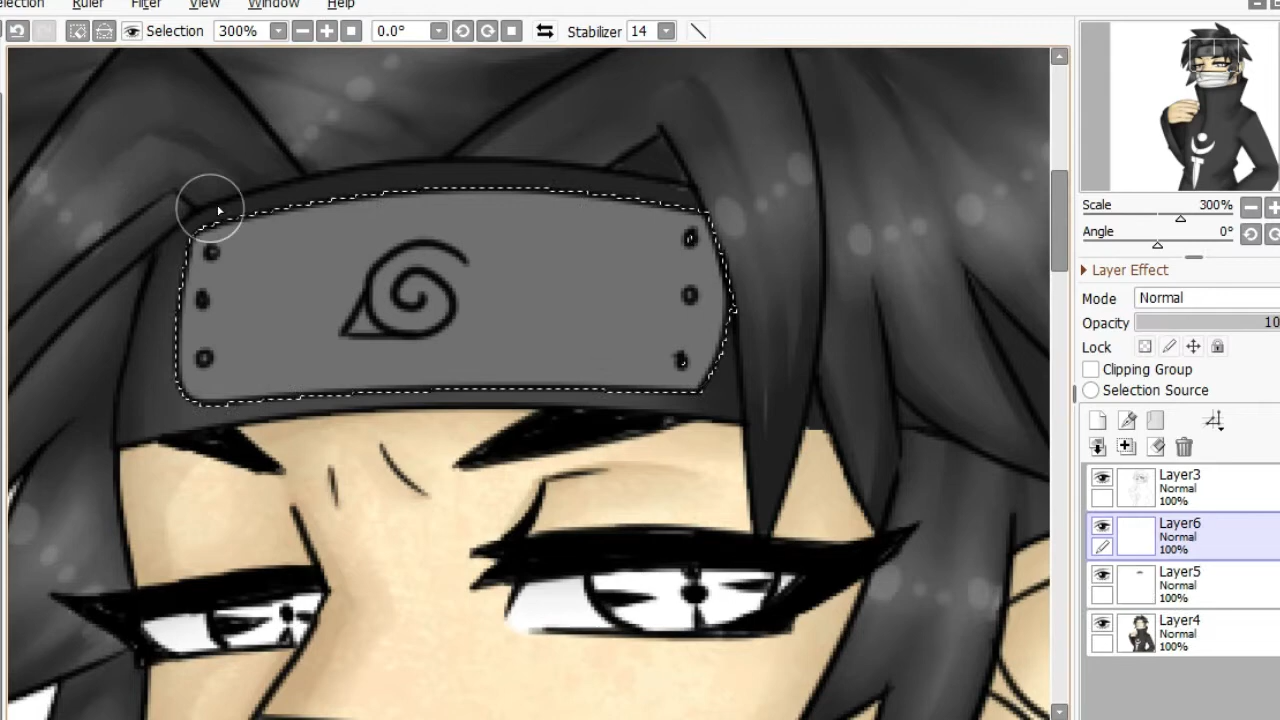 election Ruler Filter View Window Help
Selection 300% 0.0° Stabilizer 14
Scale 300%
Angle 0°
Layer Effect
Mode Normal
Opacity 10
Lock
Clipping Group
Selection Source
Layer3
Normal
100%
Layer6
Normal
100%
Layer5
Normal
100%
Layer4
Normal
100%